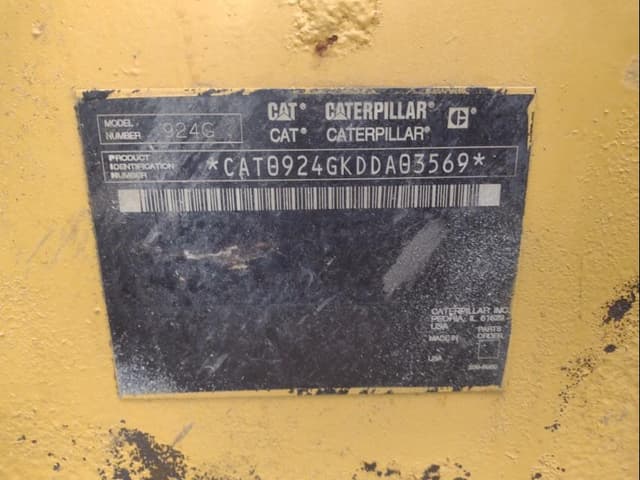 CAT® CATERPILLAR® C
MODEL NUMBER 924G
CAT® CATERPILLAR®
PRODUCT IDENTIFICATION NUMBER *CAT0924GKDDA03569*
CATERPILLAR INC.
PEORIA, IL 61629
USA
PARTS ORDER
MADE IN
USA